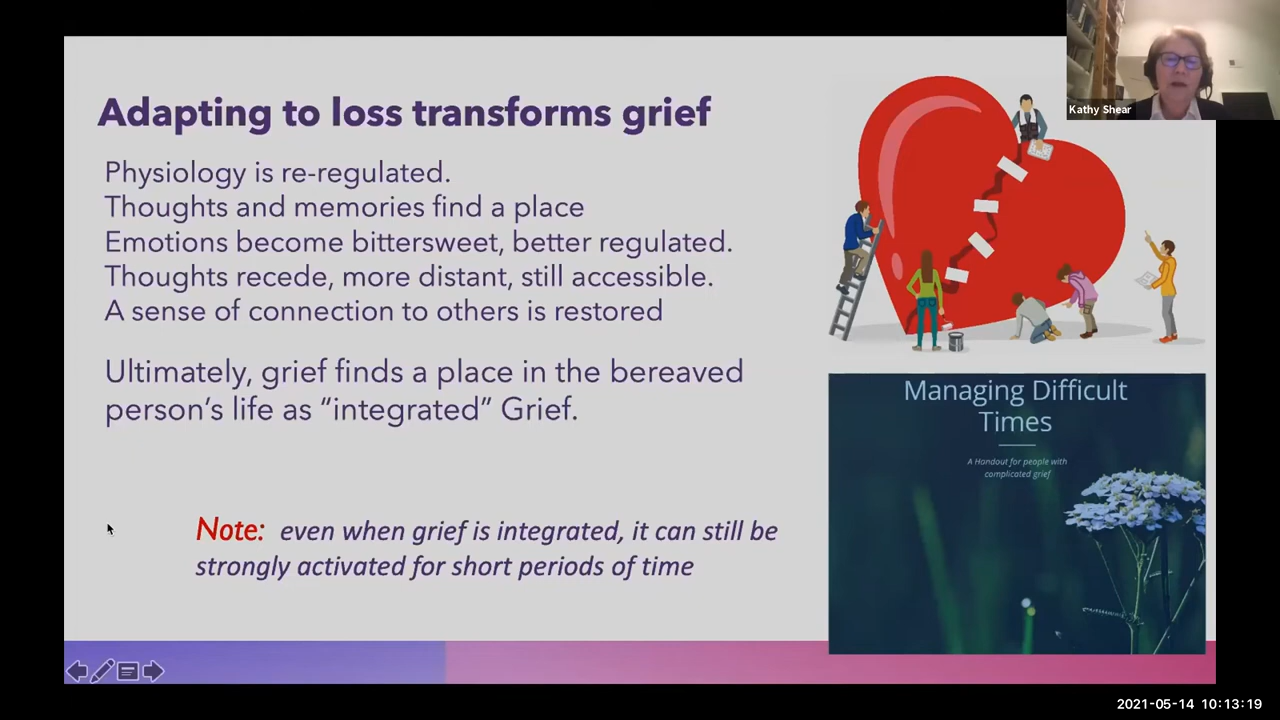 Kathy Shear
Adapting to loss transforms grief
Physiology is re-regulated.
Thoughts and memories find a place
Emotions become bittersweet, better regulated.
Thoughts recede, more distant, still accessible.
A sense of connection to others is restored
Ultimately, grief finds a place in the bereaved
person’s life as “integrated” Grief.
Note: even when grief is integrated, it can still be
strongly activated for short periods of time
Managing Difficult
Times
A Handout for people with
complicated grief
2021-05-14 10:13:19